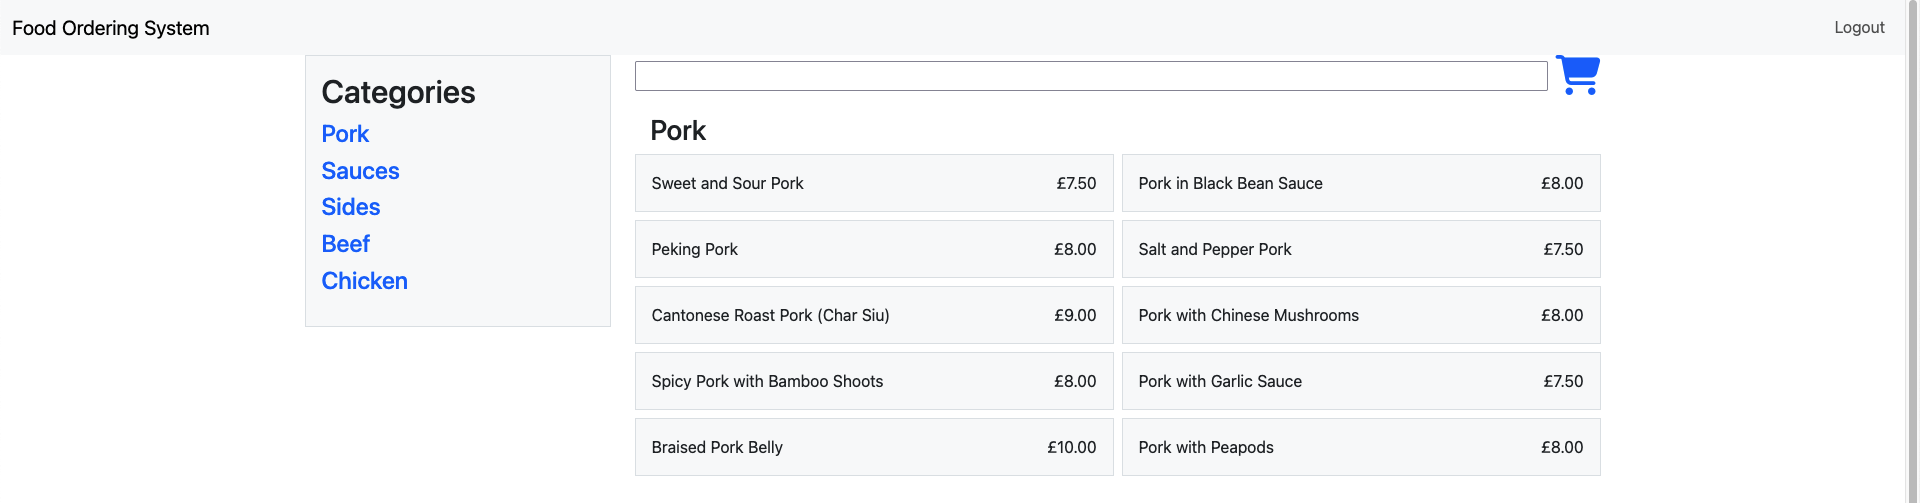 Food Ordering System
Logout
Categories
Pork
Sauces
Sides
Beef
Chicken
Pork
Sweet and Sour Pork £7.50
Pork in Black Bean Sauce £8.00
Peking Pork £8.00
Salt and Pepper Pork £7.50
Cantonese Roast Pork (Char Siu) £9.00
Pork with Chinese Mushrooms £8.00
Spicy Pork with Bamboo Shoots £8.00
Pork with Garlic Sauce £7.50
Braised Pork Belly £10.00
Pork with Peapods £8.00